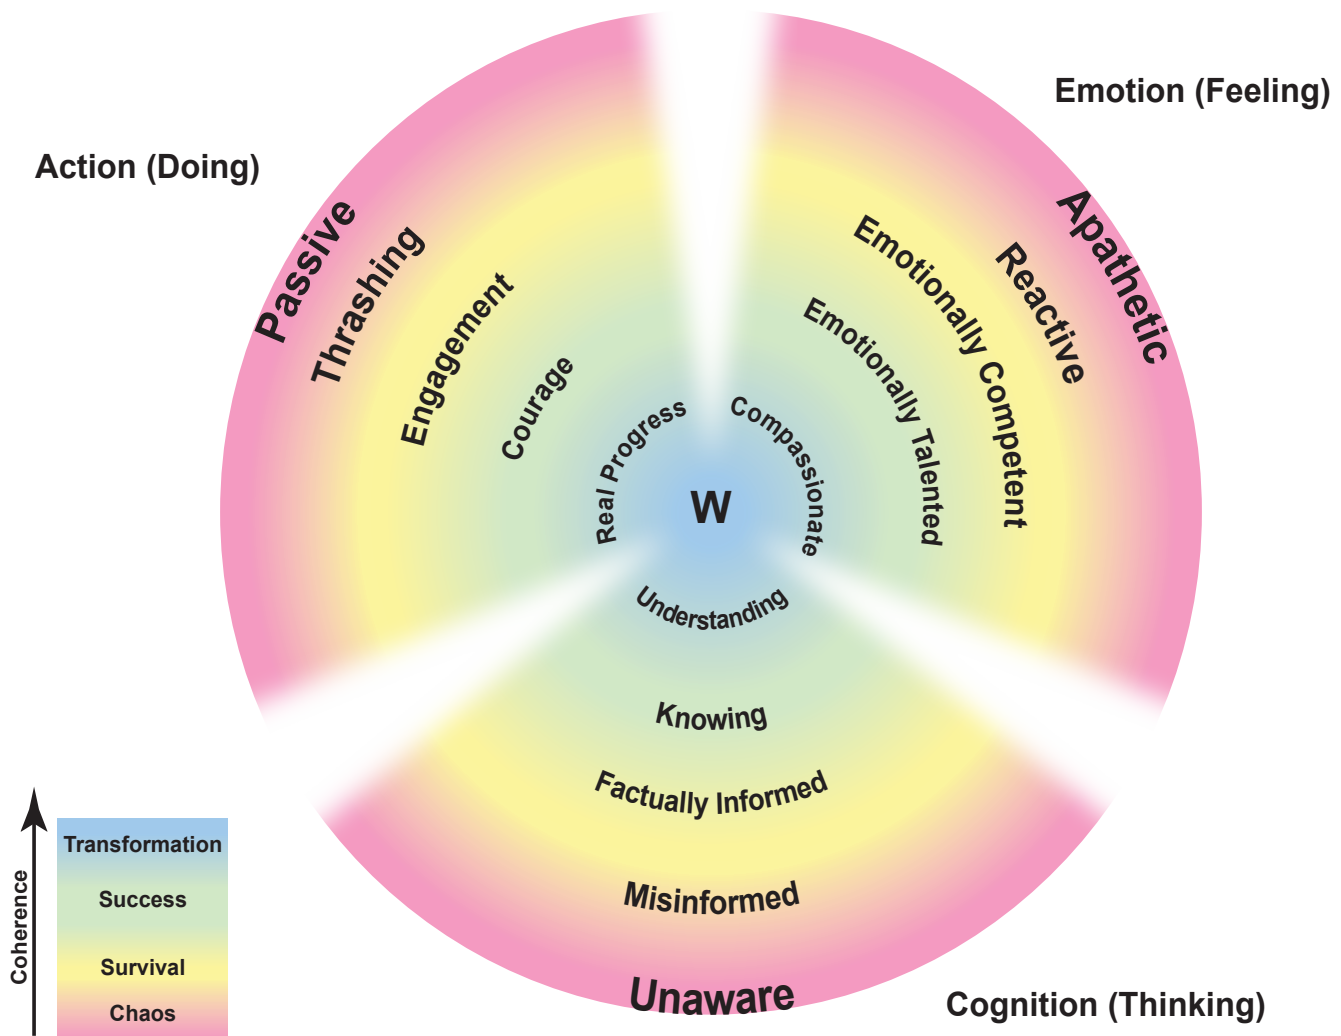 Emotion (Feeling)
Action (Doing)
Passive
Thrashing
Engagement
Courage
Real Progress
Apathetic
Reactive
Emotionally Competent
Emotionally Talented
Compassionate
W
Understanding
Knowing
Factually Informed
Misinformed
Unaware
Cognition (Thinking)
Coherence
Transformation
Success
Survival
Chaos